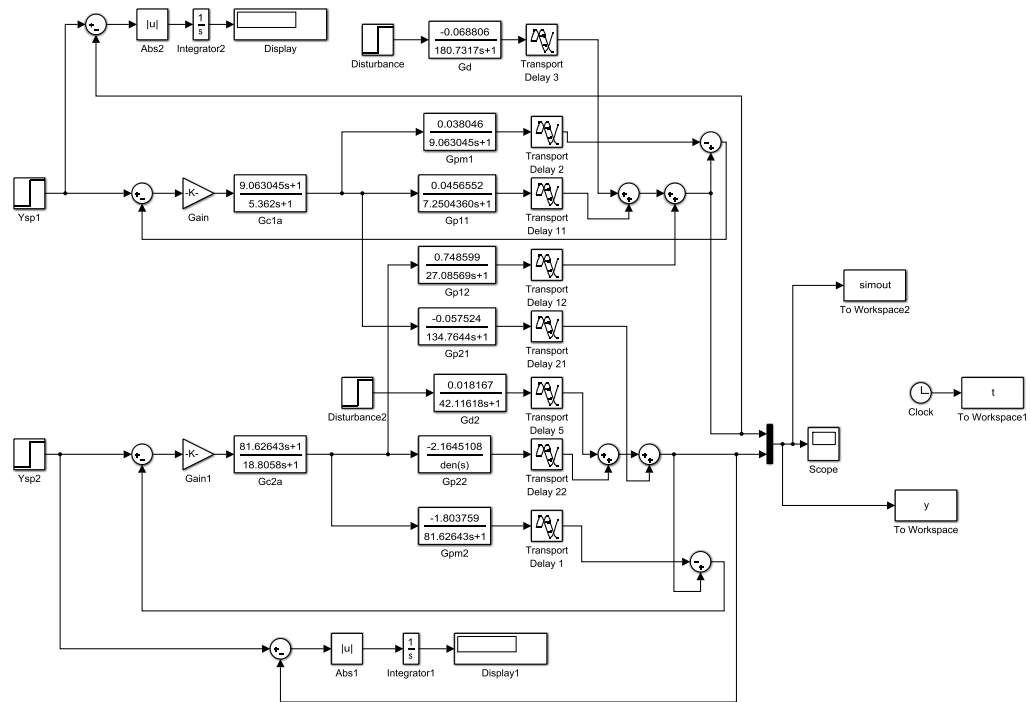 |u|
Abs2
1
s
Integrator2
Display
Disturbance
-0.068806
180.7317s+1
Gd
Transport
Delay 3
0.038046
9.063045s+1
Gpm1
Transport
Delay 2
Ysp1
-K-
Gain
9.063045s+1
5.362s+1
Gc1a
0.0456552
7.2504360s+1
Gp11
Transport
Delay 11
0.748599
27.08569s+1
Gp12
Transport
Delay 12
simout
To Workspace2
-0.057524
134.7644s+1
Gp21
Transport
Delay 21
Disturbance2
0.018167
42.11618s+1
Gd2
Transport
Delay 5
Clock
t
To Workspace1
Ysp2
-K-
Gain1
81.62643s+1
18.8058s+1
Gc2a
-2.1645108
den(s)
Gp22
Transport
Delay 22
Scope
y
To Workspace
-1.803759
81.62643s+1
Gpm2
Transport
Delay 1
|u|
Abs1
1
s
Integrator1
Display1